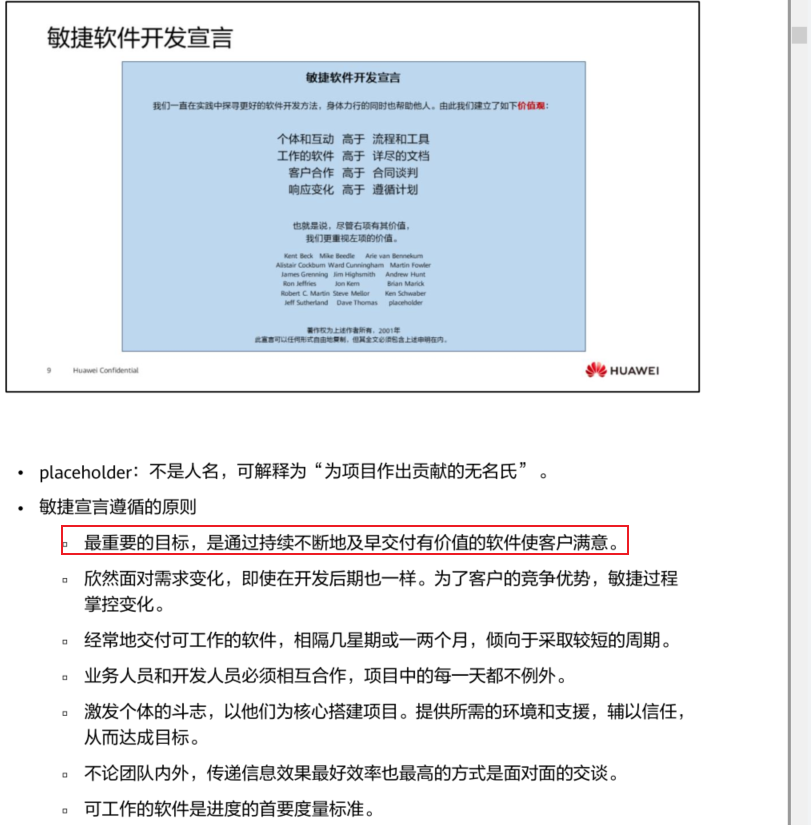 敏捷软件开发宣言
敏捷软件开发宣言
我们一直在实践中探寻更好的软件开发方法，身体力行的同时也帮助他人。由此我们建立了如下价值观：
个体和互动 高于 流程和工具
工作的软件 高于 详尽的文档
客户合作 高于 合同谈判
响应变化 高于 遵循计划
也就是说，尽管右项有其价值，
我们更重视左项的价值。
Kent Beck Mike Beedle Arie van Bennekum
Alistair Cockburn Ward Cunningham Martin Fowler
James Grenning Jim Highsmith Andrew Hunt
Ron Jeffries Jon Kern Brian Marick
Robert C. Martin Steve Mellor Ken Schwaber
Jeff Sutherland Dave Thomas placeholder
著作权为上述作者所有，2001年
此宣言可以任何形式自由地复制，但其全文必须包含上述申明在内。
9 Huawei Confidential
HUAWEI
• placeholder：不是人名，可解释为“为项目作出贡献的无名氏” 。
• 敏捷宣言遵循的原则
▫ 最重要的目标，是通过持续不断地及早交付有价值的软件使客户满意。
▫ 欣然面对需求变化，即使在开发后期也一样。为了客户的竞争优势，敏捷过程
掌控变化。
▫ 经常地交付可工作的软件，相隔几星期或一两个月，倾向于采取较短的周期。
▫ 业务人员和开发人员必须相互合作，项目中的每一天都不例外。
▫ 激发个体的斗志，以他们为核心搭建项目。提供所需的环境和支援，辅以信任，
从而达成目标。
▫ 不论团队内外，传递信息效果最好效率也最高的方式是面对面的交谈。
▫ 可工作的软件是进度的首要度量标准。